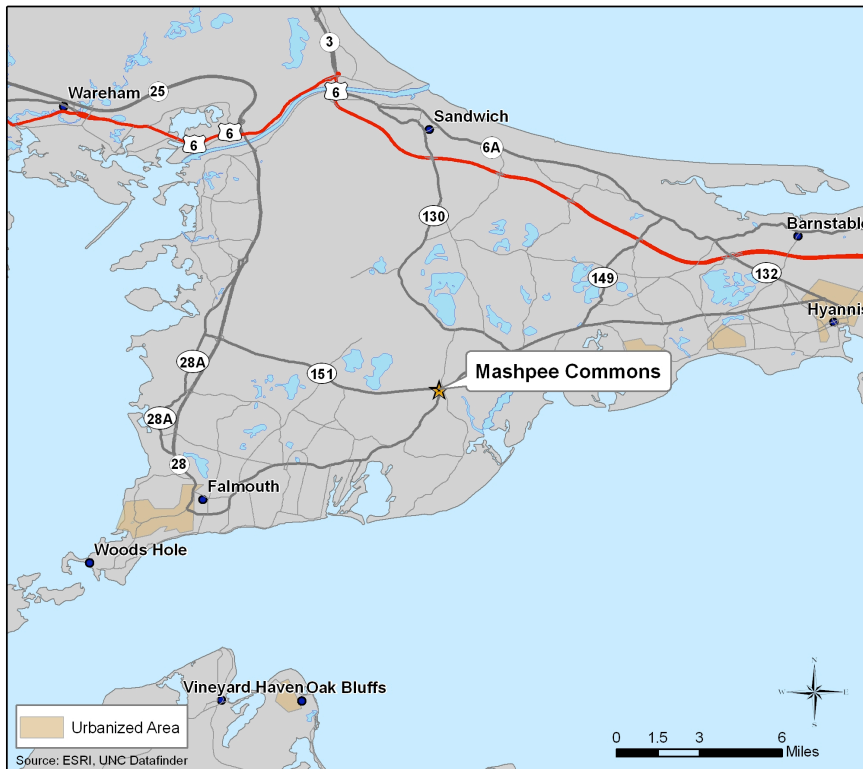 3
Wareham
25
6
Sandwich
6
6
6A
130
Barnstable
149
132
Hyannis
28A
151
Mashpee Commons
28A
28
Falmouth
Woods Hole
Vineyard Haven
Oak Bluffs
N
W
E
S
Urbanized Area
0 1.5 3 6
Miles
Source: ESRI, UNC Datafinder